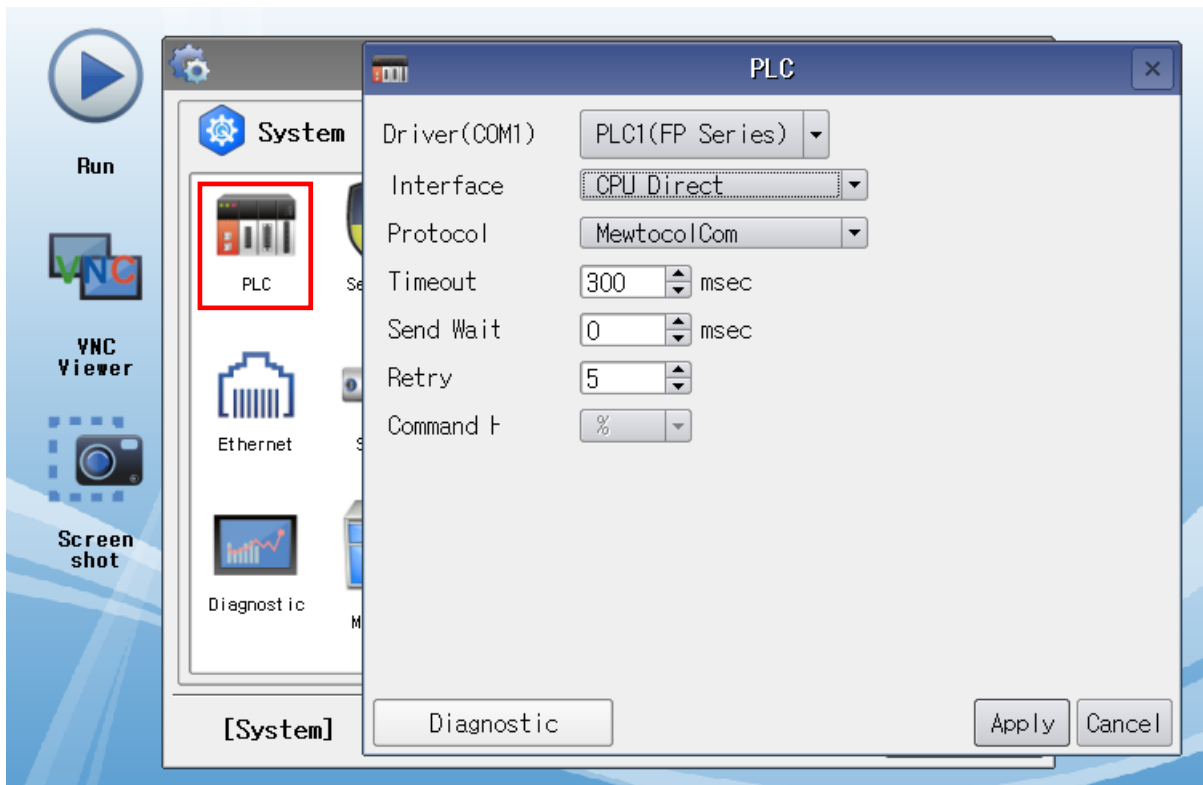 Run
VNC
Viewer
Screen
shot
System
PLC
Se
Ethernet
S
Diagnostic
M
[System]
PLC
Driver(COM1) PLC1(FP Series)
Interface CPU Direct
Protocol MewtocolCom
Timeout 300 msec
Send Wait 0 msec
Retry 5
Command %
Diagnostic Apply Cancel